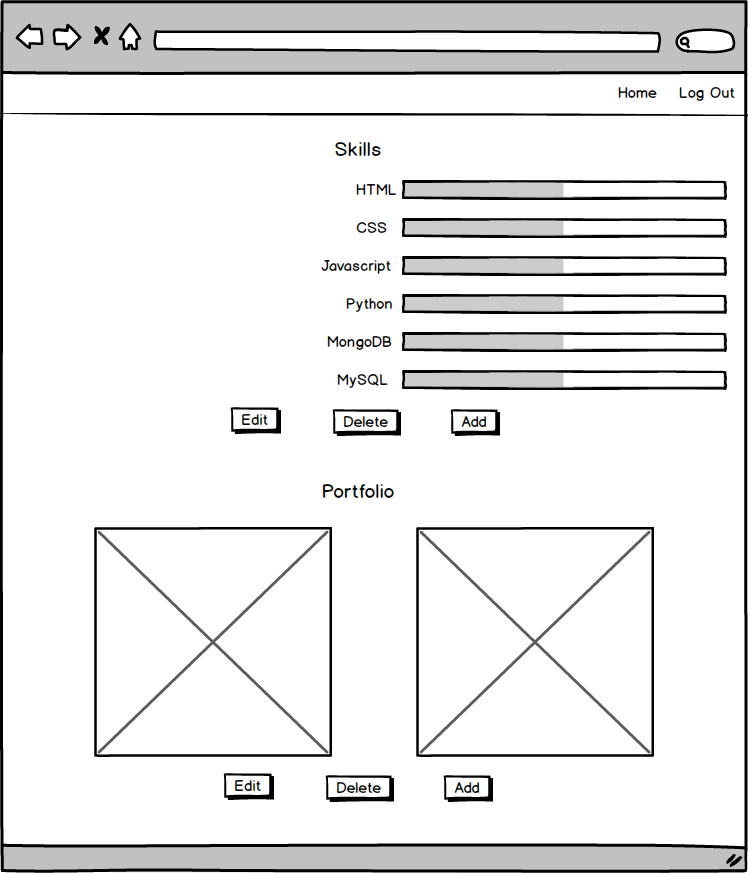 Home Log Out
Skills
HTML
CSS
Javascript
Python
MongoDB
MySQL
Edit Delete Add
Portfolio
Edit Delete Add